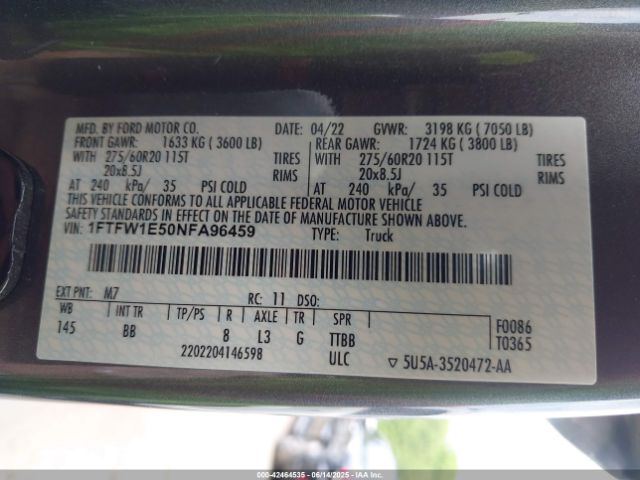 MFD. BY FORD MOTOR CO. DATE: 04/22 GVWR: 3198 KG ( 7050 LB)
FRONT GAWR: 1633 KG ( 3600 LB) REAR GAWR: 1724 KG ( 3800 LB)
WITH 275/60R20 115T TIRES WITH 275/60R20 115T TIRES
20x8.5J RIMS 20x8.5J RIMS
AT 240 kPa/ 35 PSI COLD AT 240 kPa/ 35 PSI COLD
THIS VEHICLE CONFORMS TO ALL APPLICABLE FEDERAL MOTOR VEHICLE
SAFETY STANDARDS IN EFFECT ON THE DATE OF MANUFACTURE SHOWN ABOVE.
VIN: 1FTFW1E50NFA96459 TYPE: Truck
EXT PNT: M7 RC: 11 DSO:
WB INT TR TP/PS R AXLE TR SPR F0086
145 BB 8 L3 G TTBB T0365
2202204146598 ULC 5U5A-3520472-AA
000-42464535 - 06/14/2025 - IAAI.COM